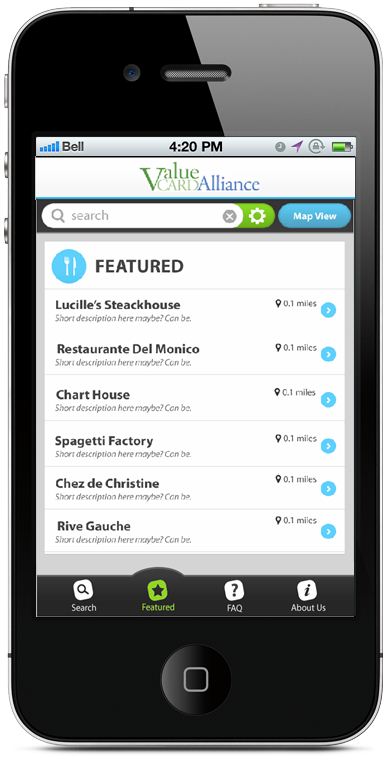 Bell 4:20 PM
Value
CARDAlliance
search
Map View
FEATURED
Lucille's Steackhouse 0.1 miles
Short description here maybe? Can be.
Restaurante Del Monico 0.1 miles
Short description here maybe? Can be.
Chart House 0.1 miles
Short description here maybe? Can be.
Spagetti Factory 0.1 miles
Short description here maybe? Can be.
Chez de Christine 0.1 miles
Short description here maybe? Can be.
Rive Gauche 0.1 miles
Short description here maybe? Can be.
Search Featured FAQ About Us